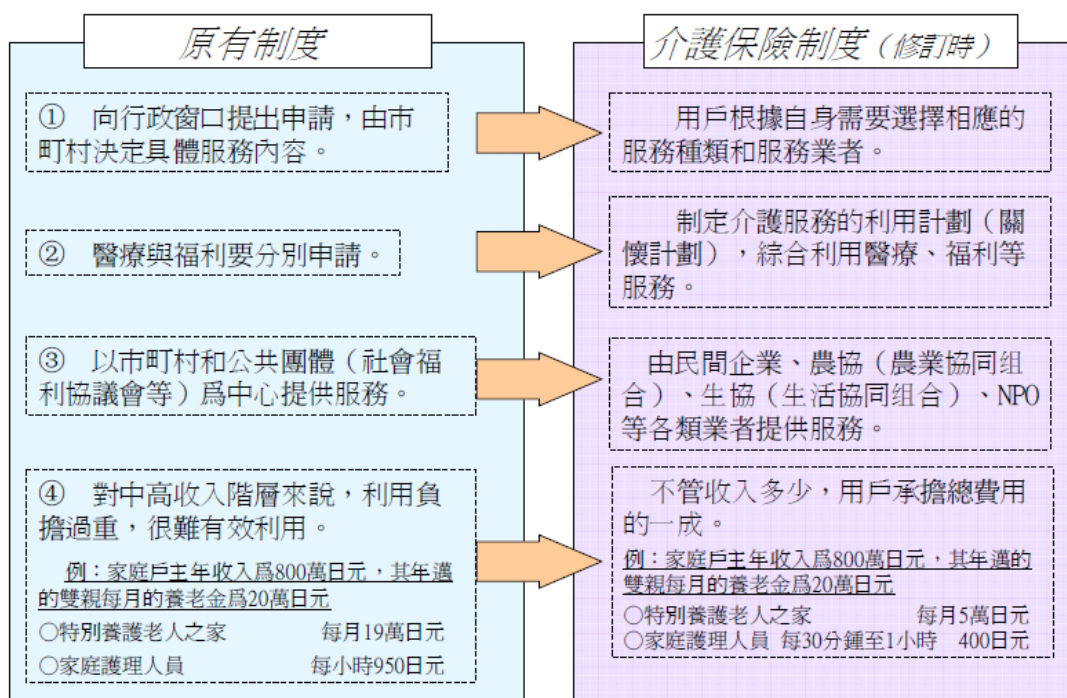 原有制度
① 向行政窗口提出申請，由市
町村決定具體服務內容。
② 醫療與福利要分別申請。
③ 以市町村和公共團體（社會福
利協議會等）爲中心提供服務。
④ 對中高收入階層來說，利用負
擔過重，很難有效利用。
例：家庭戶主年收入爲800萬日元，其年邁
的雙親每月的養老金爲20萬日元
○特別養護老人之家 每月19萬日元
○家庭護理人員 每小時950日元
介護保險制度（修訂時）
用戶根據自身需要選擇相應的
服務種類和服務業者。
制定介護服務的利用計劃（關
懷計劃），綜合利用醫療、福利等
服務。
由民間企業、農協（農業協同组
合）、生協（生活協同组合）、NPO
等各類業者提供服務。
不管收入多少，用戶承擔總費用
的一成。
例：家庭戶主年收入爲800萬日元，其年邁的
雙親每月的養老金爲20萬日元
○特別養護老人之家 每月5萬日元
○家庭護理人員 每30分鍾至1小時 400日元